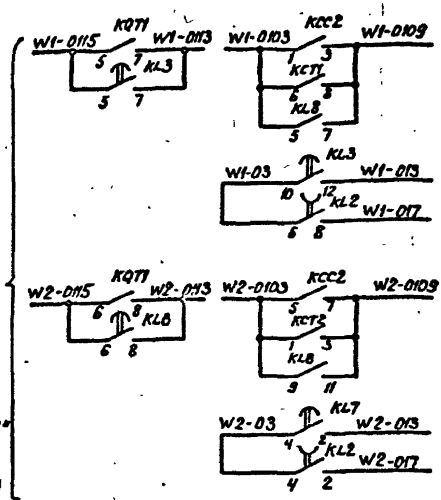 KQT1
W1-0115 5 7 W1-0113
KL3
5 7
W1-0103 KCC2 W1-0109
1 3
KCT1
6 8
KL8
5 7
KL3
W1-03 W1-013
10 12 KL2
W1-017
6 8
KQT1
W2-0115 6 8 W2-0113
KL8
6 8
W2-0103 KCC2 W2-0109
5 7
KCT2
1 3
KL8
9 11
KL7
W2-03 W2-013
4 2 KL2
W2-017
4 2